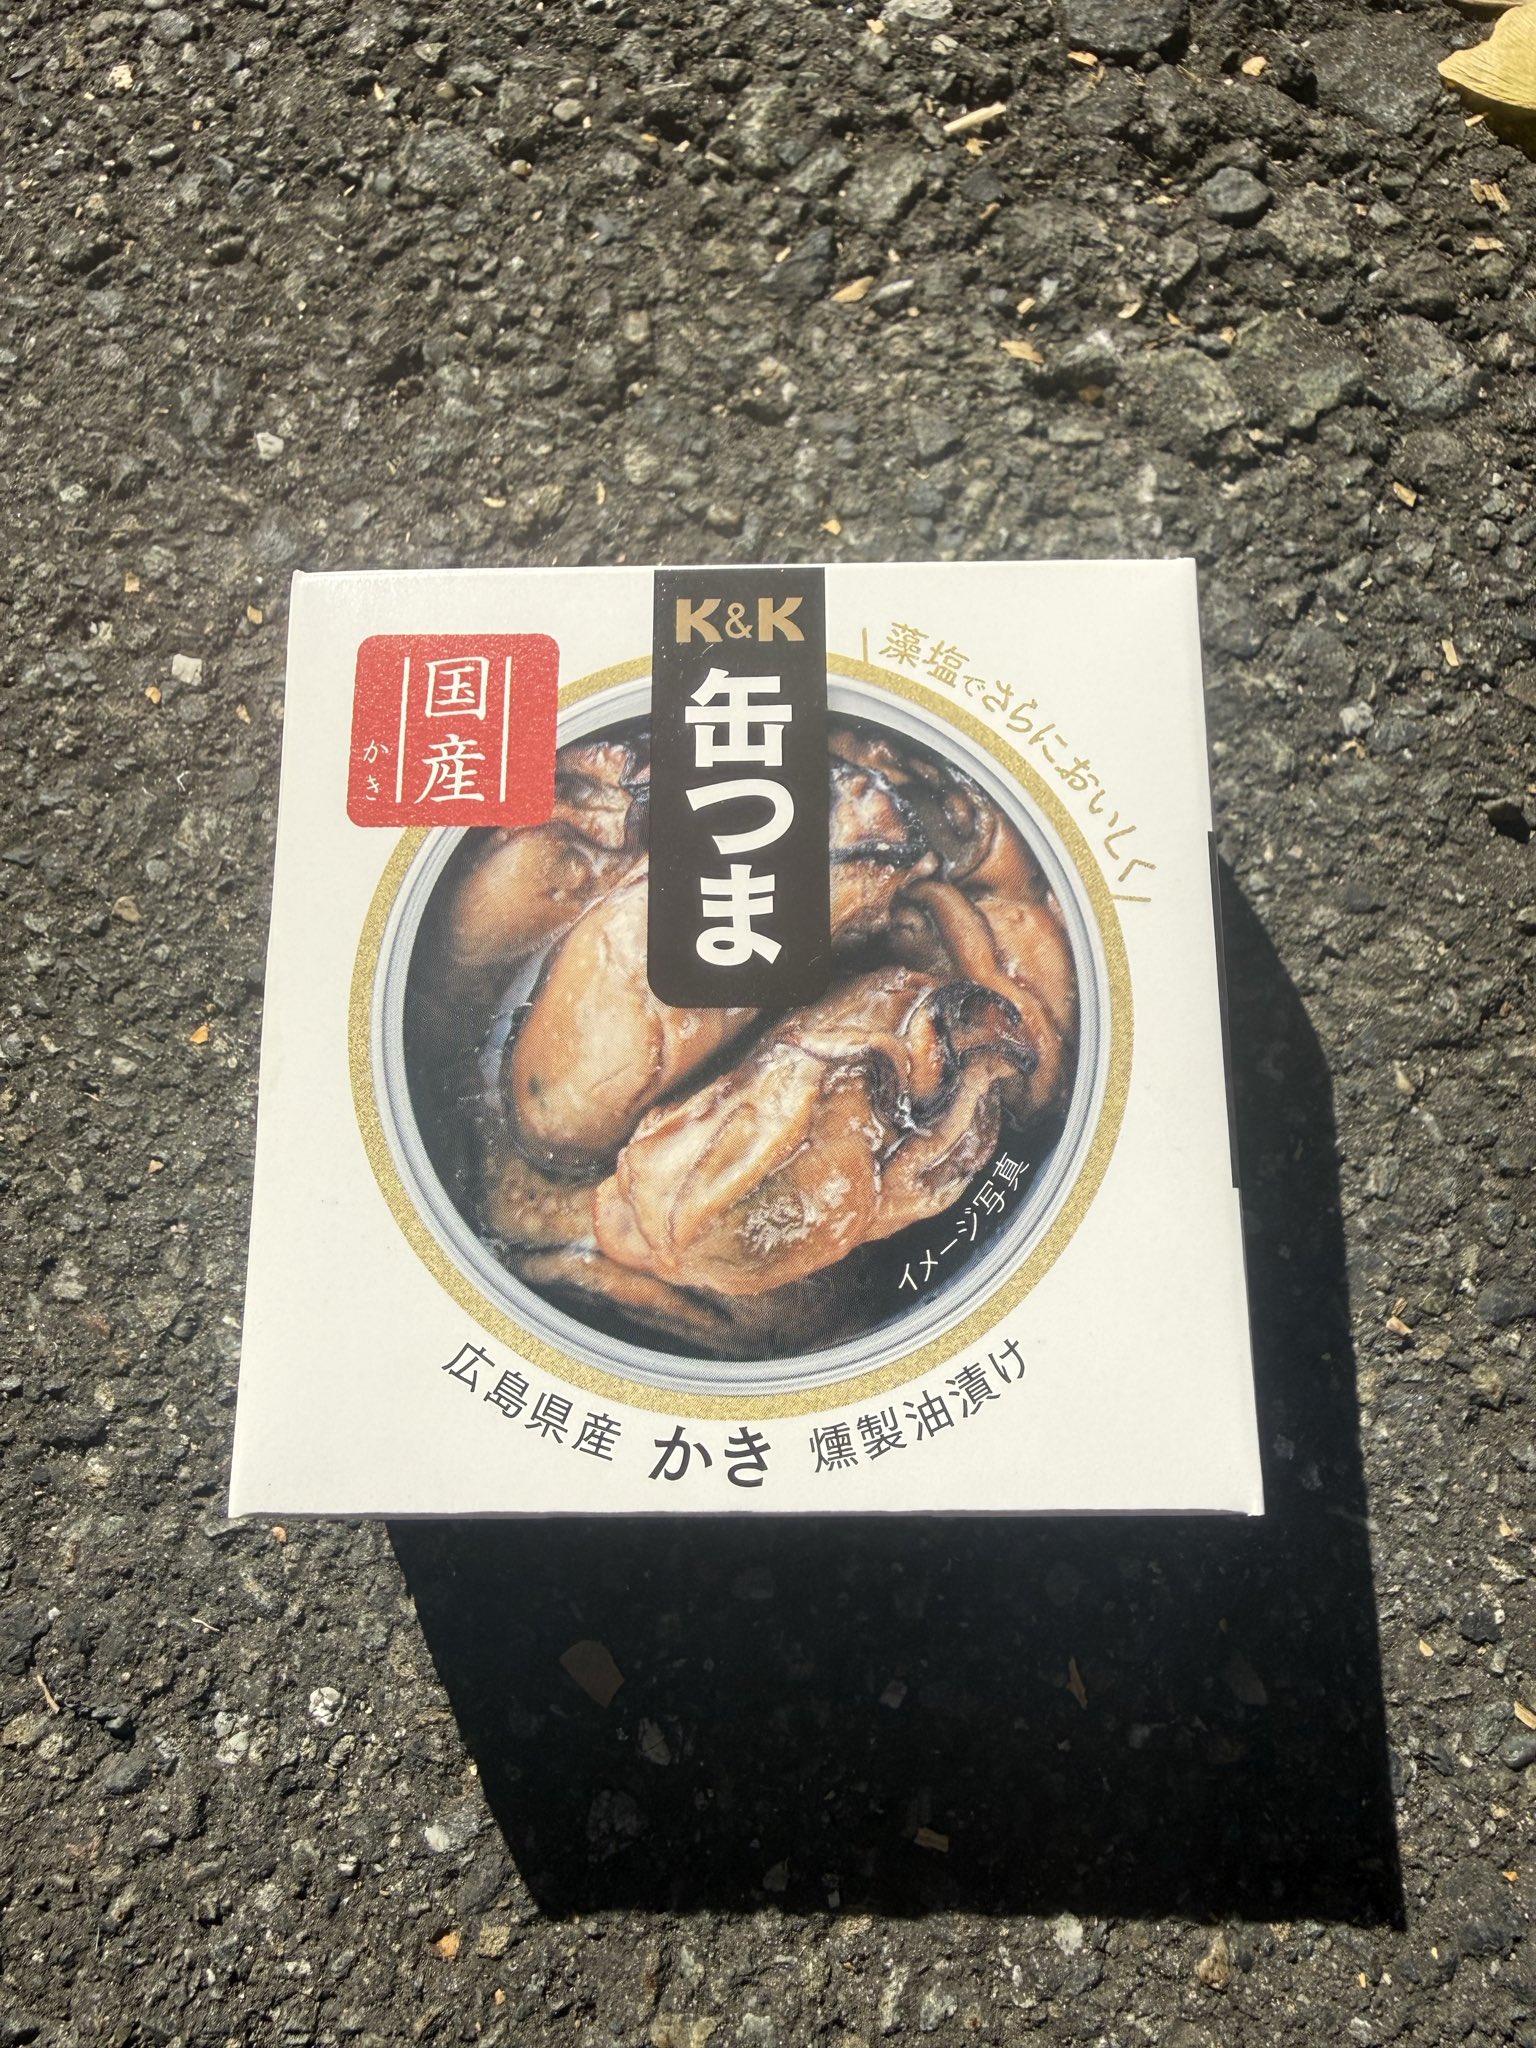 K&K
缶つま
国産
かき
藻塩でさらにおいしく
イメージ写真
広島県産 かき 燻製油漬け